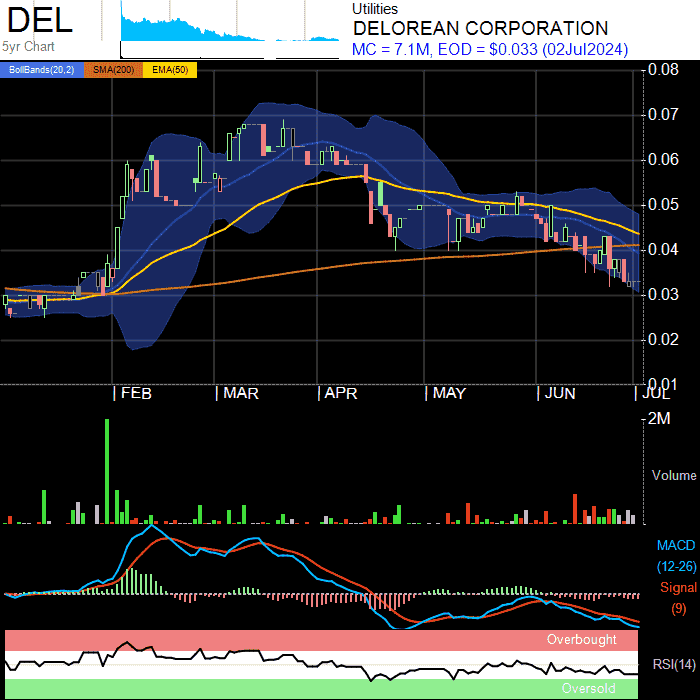 DEL
5yr Chart
Utilities
DELOREAN CORPORATION
MC = 7.1M, EOD = $0.033 (02Jul2024)
BollBands(20,2) SMA(200) EMA(50)
0.08
0.07
0.06
0.05
0.04
0.03
0.02
0.01
FEB MAR APR MAY JUN JUL
2M
Volume
MACD
(12-26)
Signal
(9)
Overbought
RSI(14)
Oversold